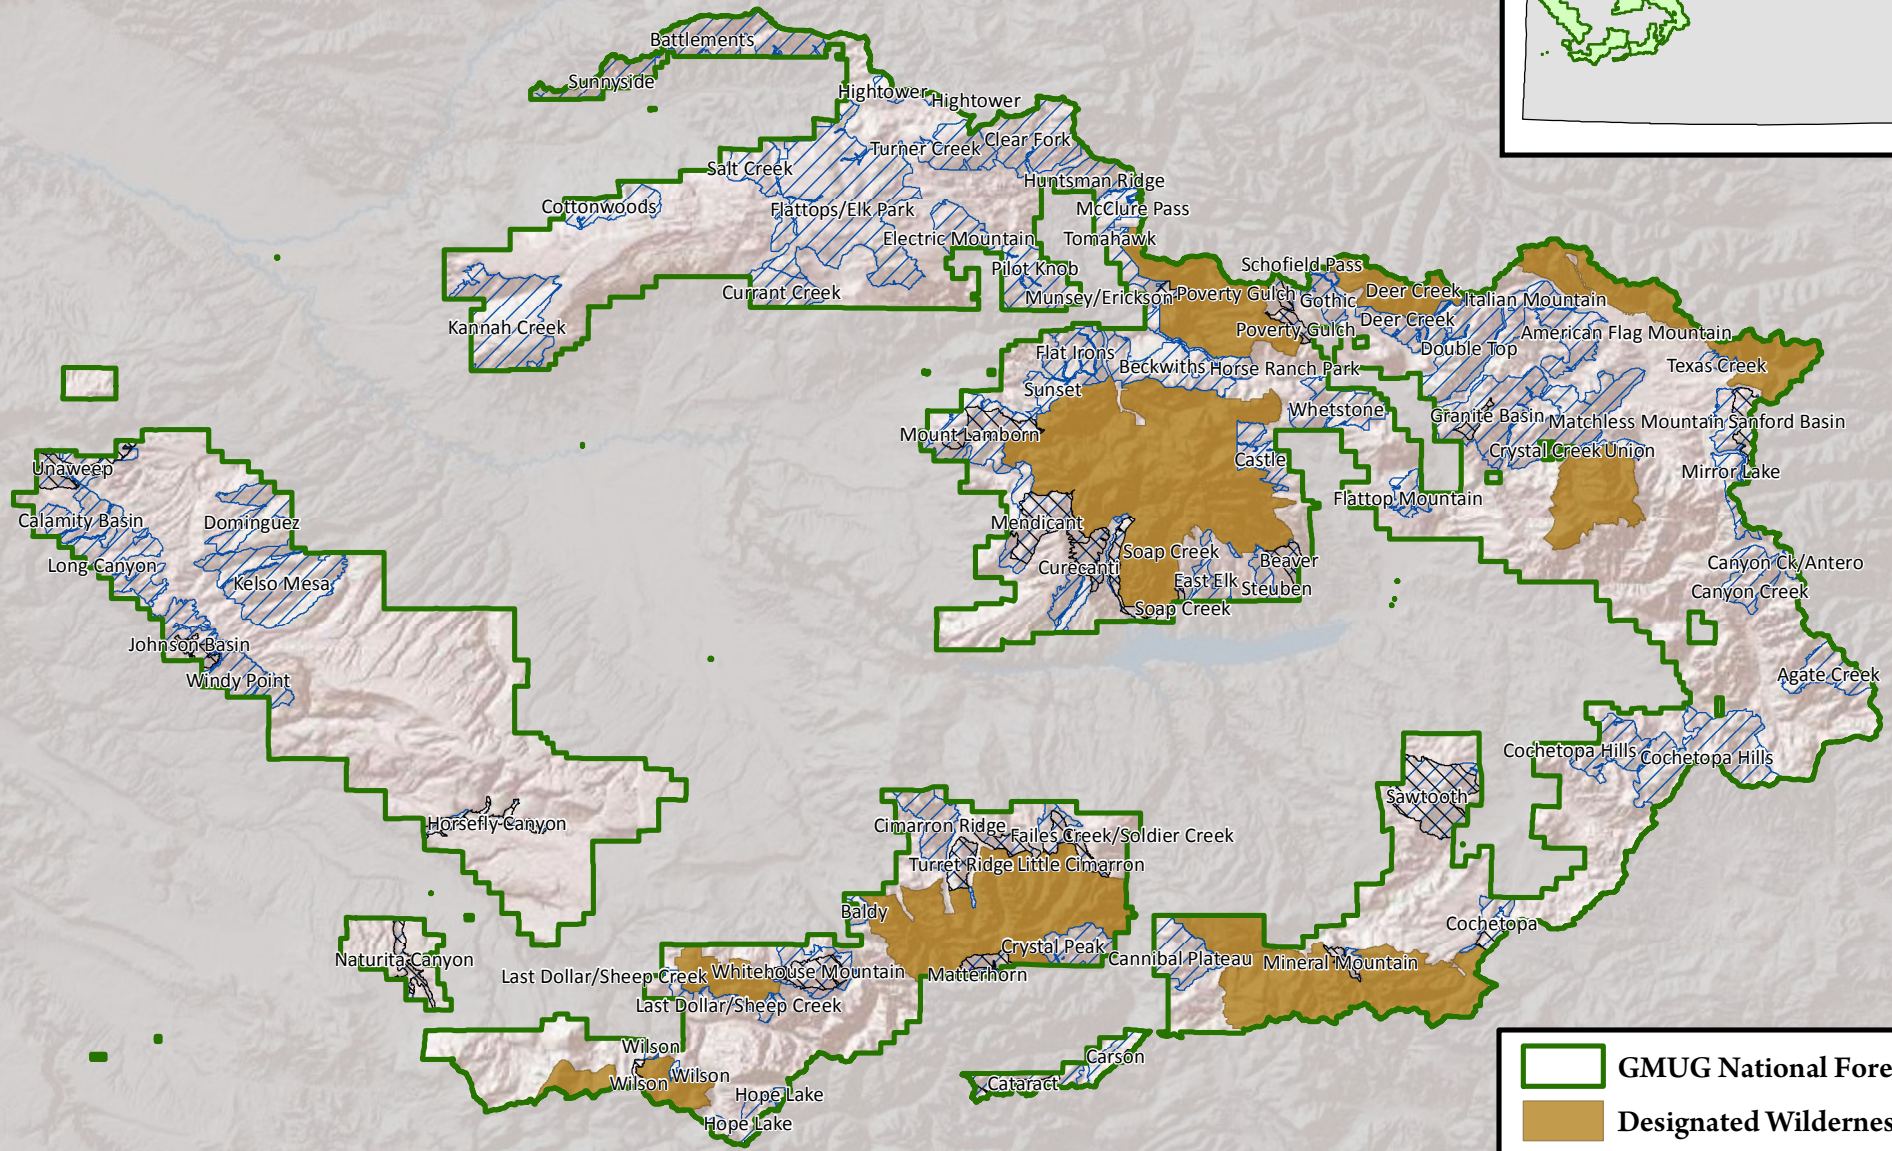 Battlements
Sunnyside
Hightower
Hightower
Clear Fork
Turner Creek
Salt Creek
Huntsman Ridge
Cottonwoods
Flattops/Elk Park
McClure Pass
Electric Mountain
Tomahawk
Pilot Knob
Schofield Pass
Currant Creek
Munsey/Erickson
Poverty Gulch
Gothic
Deer Creek
Italian Mountain
Kannah Creek
Poverty Gulch
Deer Creek
American Flag Mountain
Flat Irons
Double Top
Beckwiths
Horse Ranch Park
Texas Creek
Sunset
Whetstone
Granite Basin
Matchless Mountain
Sanford Basin
Mount Lamborn
Crystal Creek
Union
Castle
Unaweep
Mirror Lake
Flattop Mountain
Calamity Basin
Dominguez
Mendicant
Soap Creek
Beaver
Long Canyon
Curecanti
Canyon Ck/Antero
Kelso Mesa
East Elk
Steuben
Canyon Creek
Soap Creek
Johnson Basin
Windy Point
Agate Creek
Cochetopa Hills
Cochetopa Hills
Sawtooth
Horsefly Canyon
Cimarron Ridge
Failes Creek/Soldier Creek
Turret Ridge
Little Cimarron
Baldy
Cochetopa
Crystal Peak
Naturita Canyon
Cannibal Plateau
Mineral Mountain
Last Dollar/Sheep Creek
Whitehouse Mountain
Matterhorn
Last Dollar/Sheep Creek
Wilson
Carson
Wilson
Wilson
Cataract
Hope Lake
Hope Lake
GMUG National Fore
Designated Wildernes